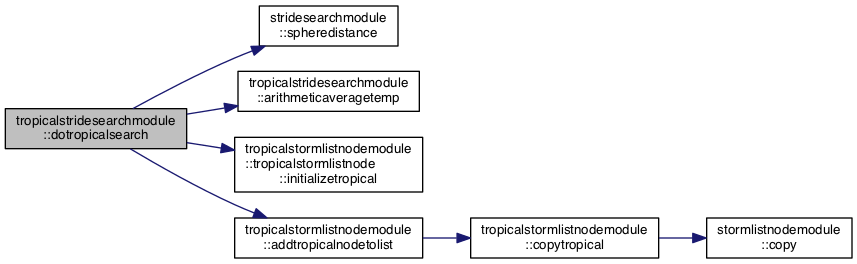 stridesearchmodule
::spheredistance
tropicalstridesearchmodule
::arithmeticaveragetemp
tropicalstridesearchmodule
::dotropicalsearch
tropicalstormlistnodemodule
::tropicalstormlistnode
::initializetropical
tropicalstormlistnodemodule
::addtropicalnodetolist
tropicalstormlistnodemodule
::copytropical
stormlistnodemodule
::copy